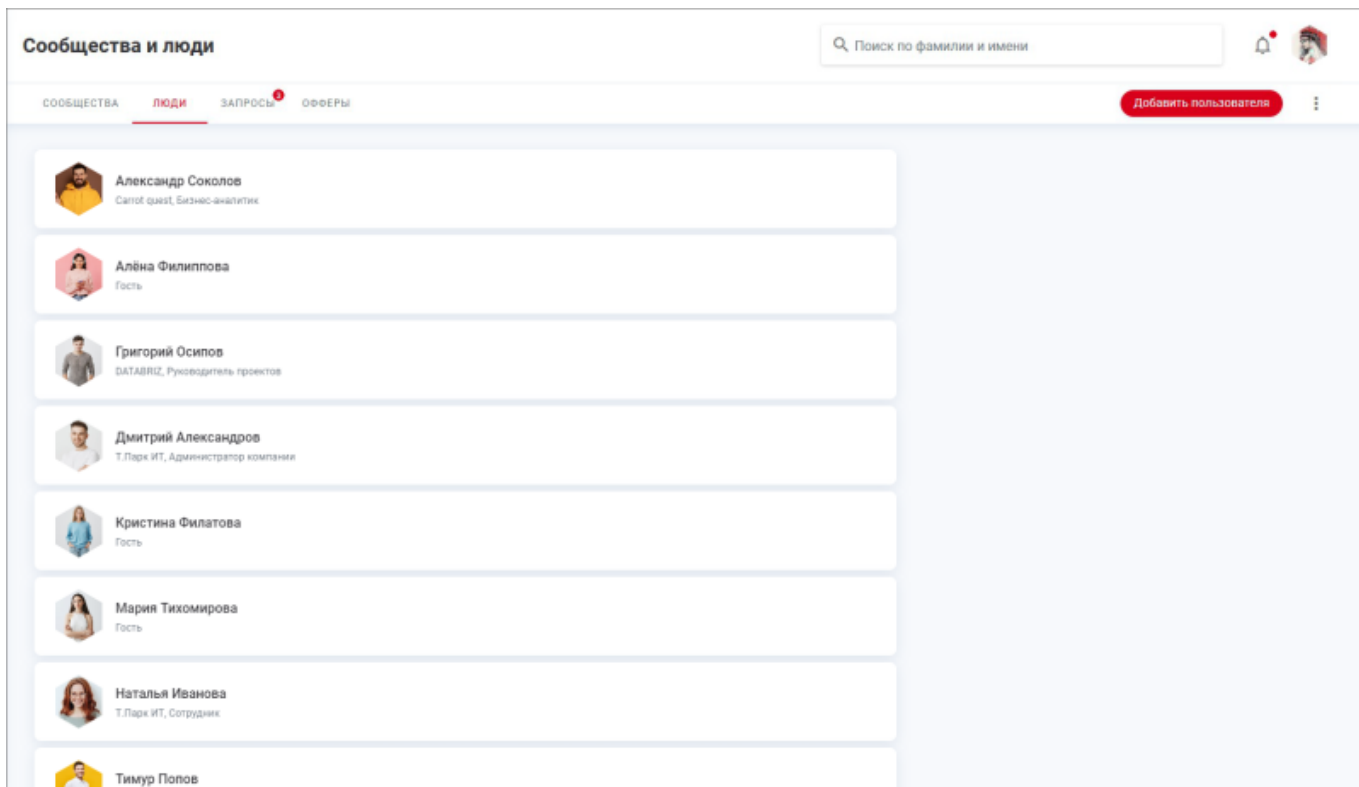 Сообщества и люди
Поиск по фамилии и имени
СООБЩЕСТВА ЛЮДИ ЗАПРОСЫ 3 ОФФЕРЫ
Добавить пользователя
Александр Соколов
Carrot quest, Бизнес-аналитик
Алёна Филиппова
Гость
Григорий Осипов
DATABRIZ, Руководитель проектов
Дмитрий Александров
Т.Парк ИТ, Администратор компании
Кристина Филатова
Гость
Мария Тихомирова
Гость
Наталья Иванова
Т.Парк ИТ, Сотрудник
Тимур Попов